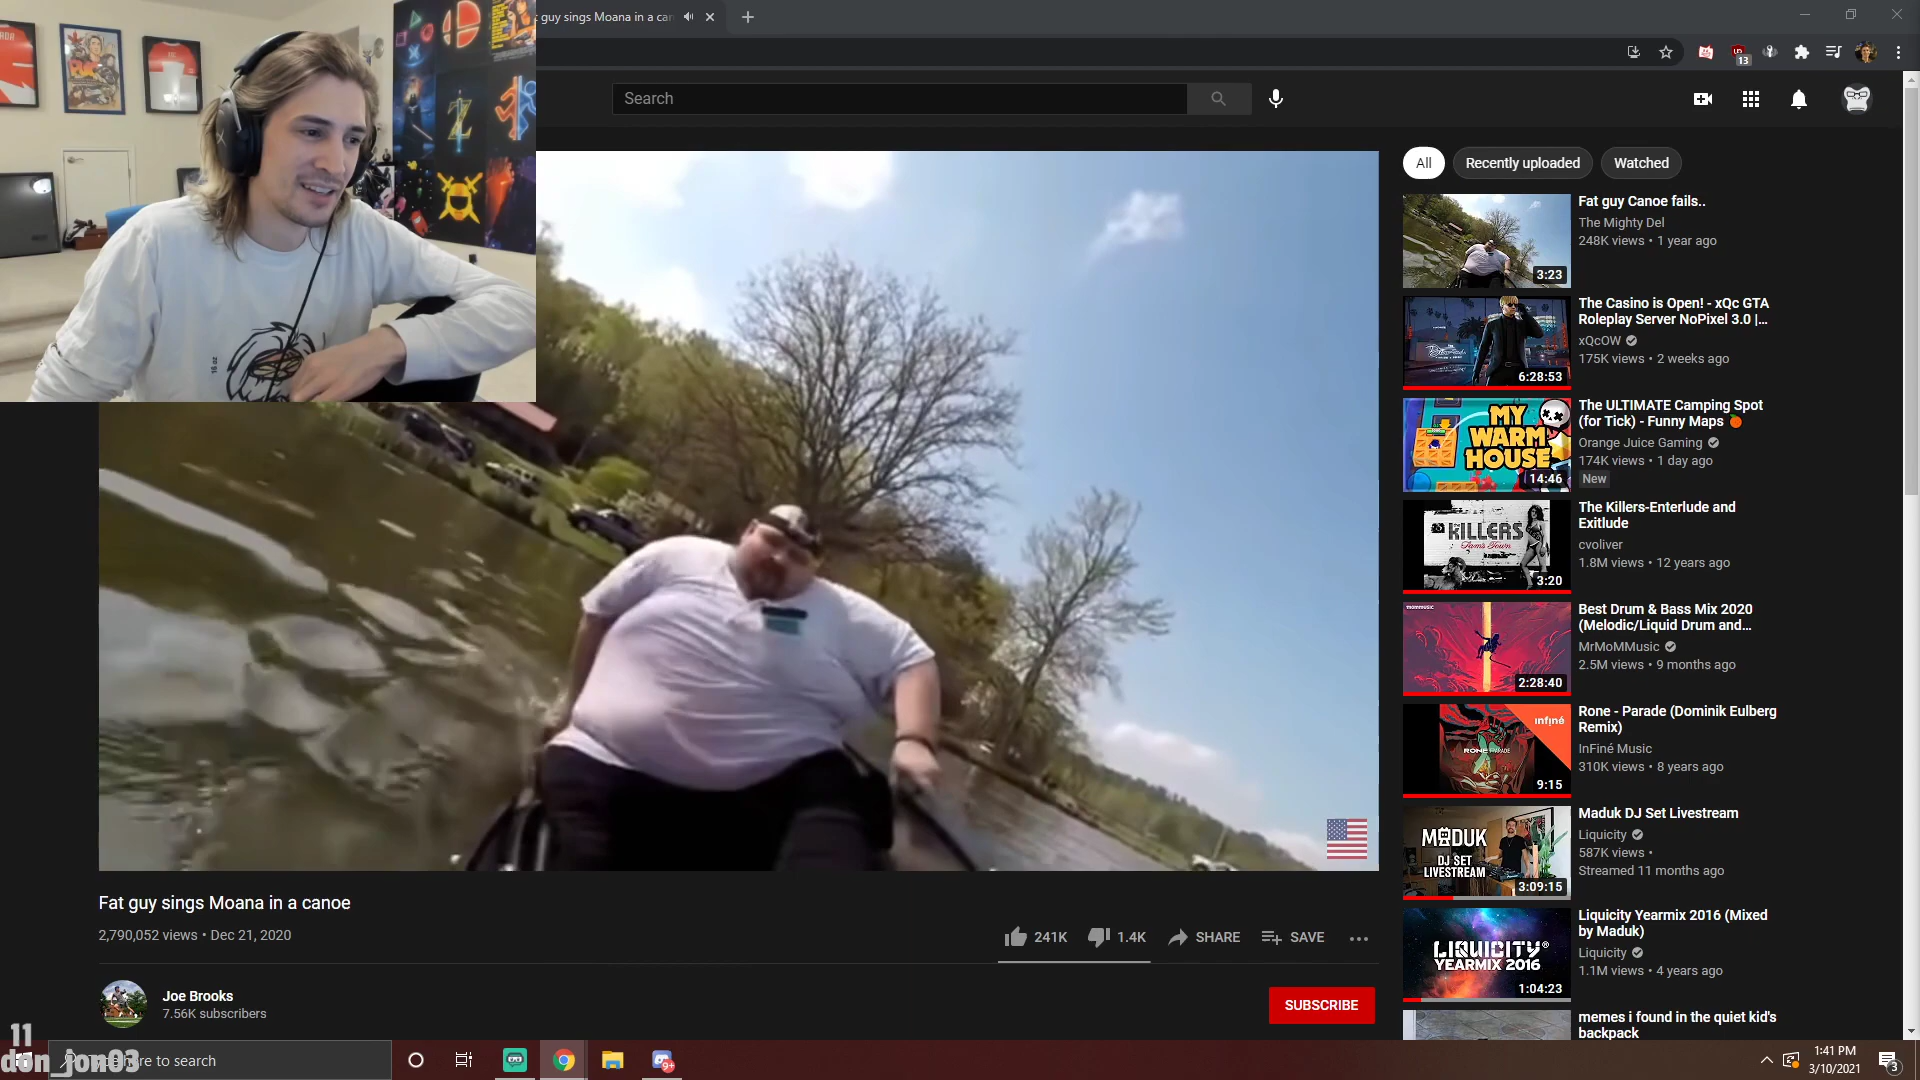 guy sings Moana in a can
Search
13
All
Recently uploaded
Watched
Fat guy Canoe fails..
The Mighty Del
248K views • 1 year ago
3:23
The Casino is Open! - xQc GTA
Roleplay Server NoPixel 3.0 |...
xQcOW
175K views • 2 weeks ago
6:28:53
The ULTIMATE Camping Spot
(for Tick) - Funny Maps 🍊
Orange Juice Gaming
174K views • 1 day ago
New
MY
WARM
HOUSE
14:46
The Killers-Enterlude and
Exitlude
cvoliver
1.8M views • 12 years ago
KILLERS
3:20
Best Drum & Bass Mix 2020
(Melodic/Liquid Drum and...
MrMoMMusic
2.5M views • 9 months ago
2:28:40
Rone - Parade (Dominik Eulberg
Remix)
InFiné Music
310K views • 8 years ago
infiné
9:15
Maduk DJ Set Livestream
Liquicity
587K views •
Streamed 11 months ago
MADUK
DJ SET
LIVESTREAM
3:09:15
Liquicity Yearmix 2016 (Mixed
by Maduk)
Liquicity
1.1M views • 4 years ago
LIQUICITY
YEARMIX 2016
1:04:23
memes i found in the quiet kid's
backpack
16 oz
Fat guy sings Moana in a canoe
2,790,052 views • Dec 21, 2020
241K
1.4K
SHARE
SAVE
Joe Brooks
7.56K subscribers
SUBSCRIBE
11
don_jon03
here to search
9+
1:41 PM
3/10/2021
3